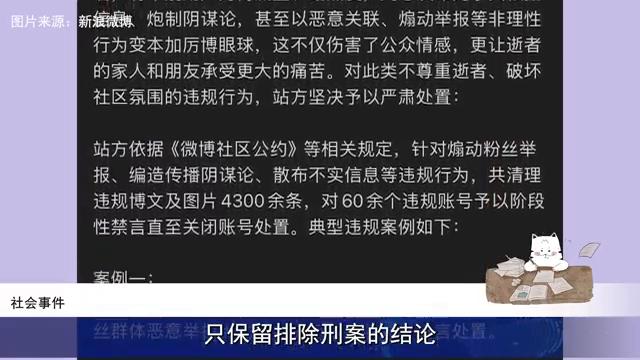 图片来源：新浪微博
炮制阴谋论，甚至以恶意关联、煽动举报等非理性
行为变本加厉博眼球，这不仅伤害了公众情感，更让逝者
的家人和朋友承受更大的痛苦。对此类不尊重逝者、破坏
社区氛围的违规行为，站方坚决予以严肃处置：
站方依据《微博社区公约》等相关规定，针对煽动粉丝举
报、编造传播阴谋论、散布不实信息等违规行为，共清理
违规博文及图片4300余条，对60余个违规账号予以阶段
性禁言直至关闭账号处置。典型违规案例如下：
案例一：
社会事件
丝群体恶意举
言处置。
只保留排除刑案的结论